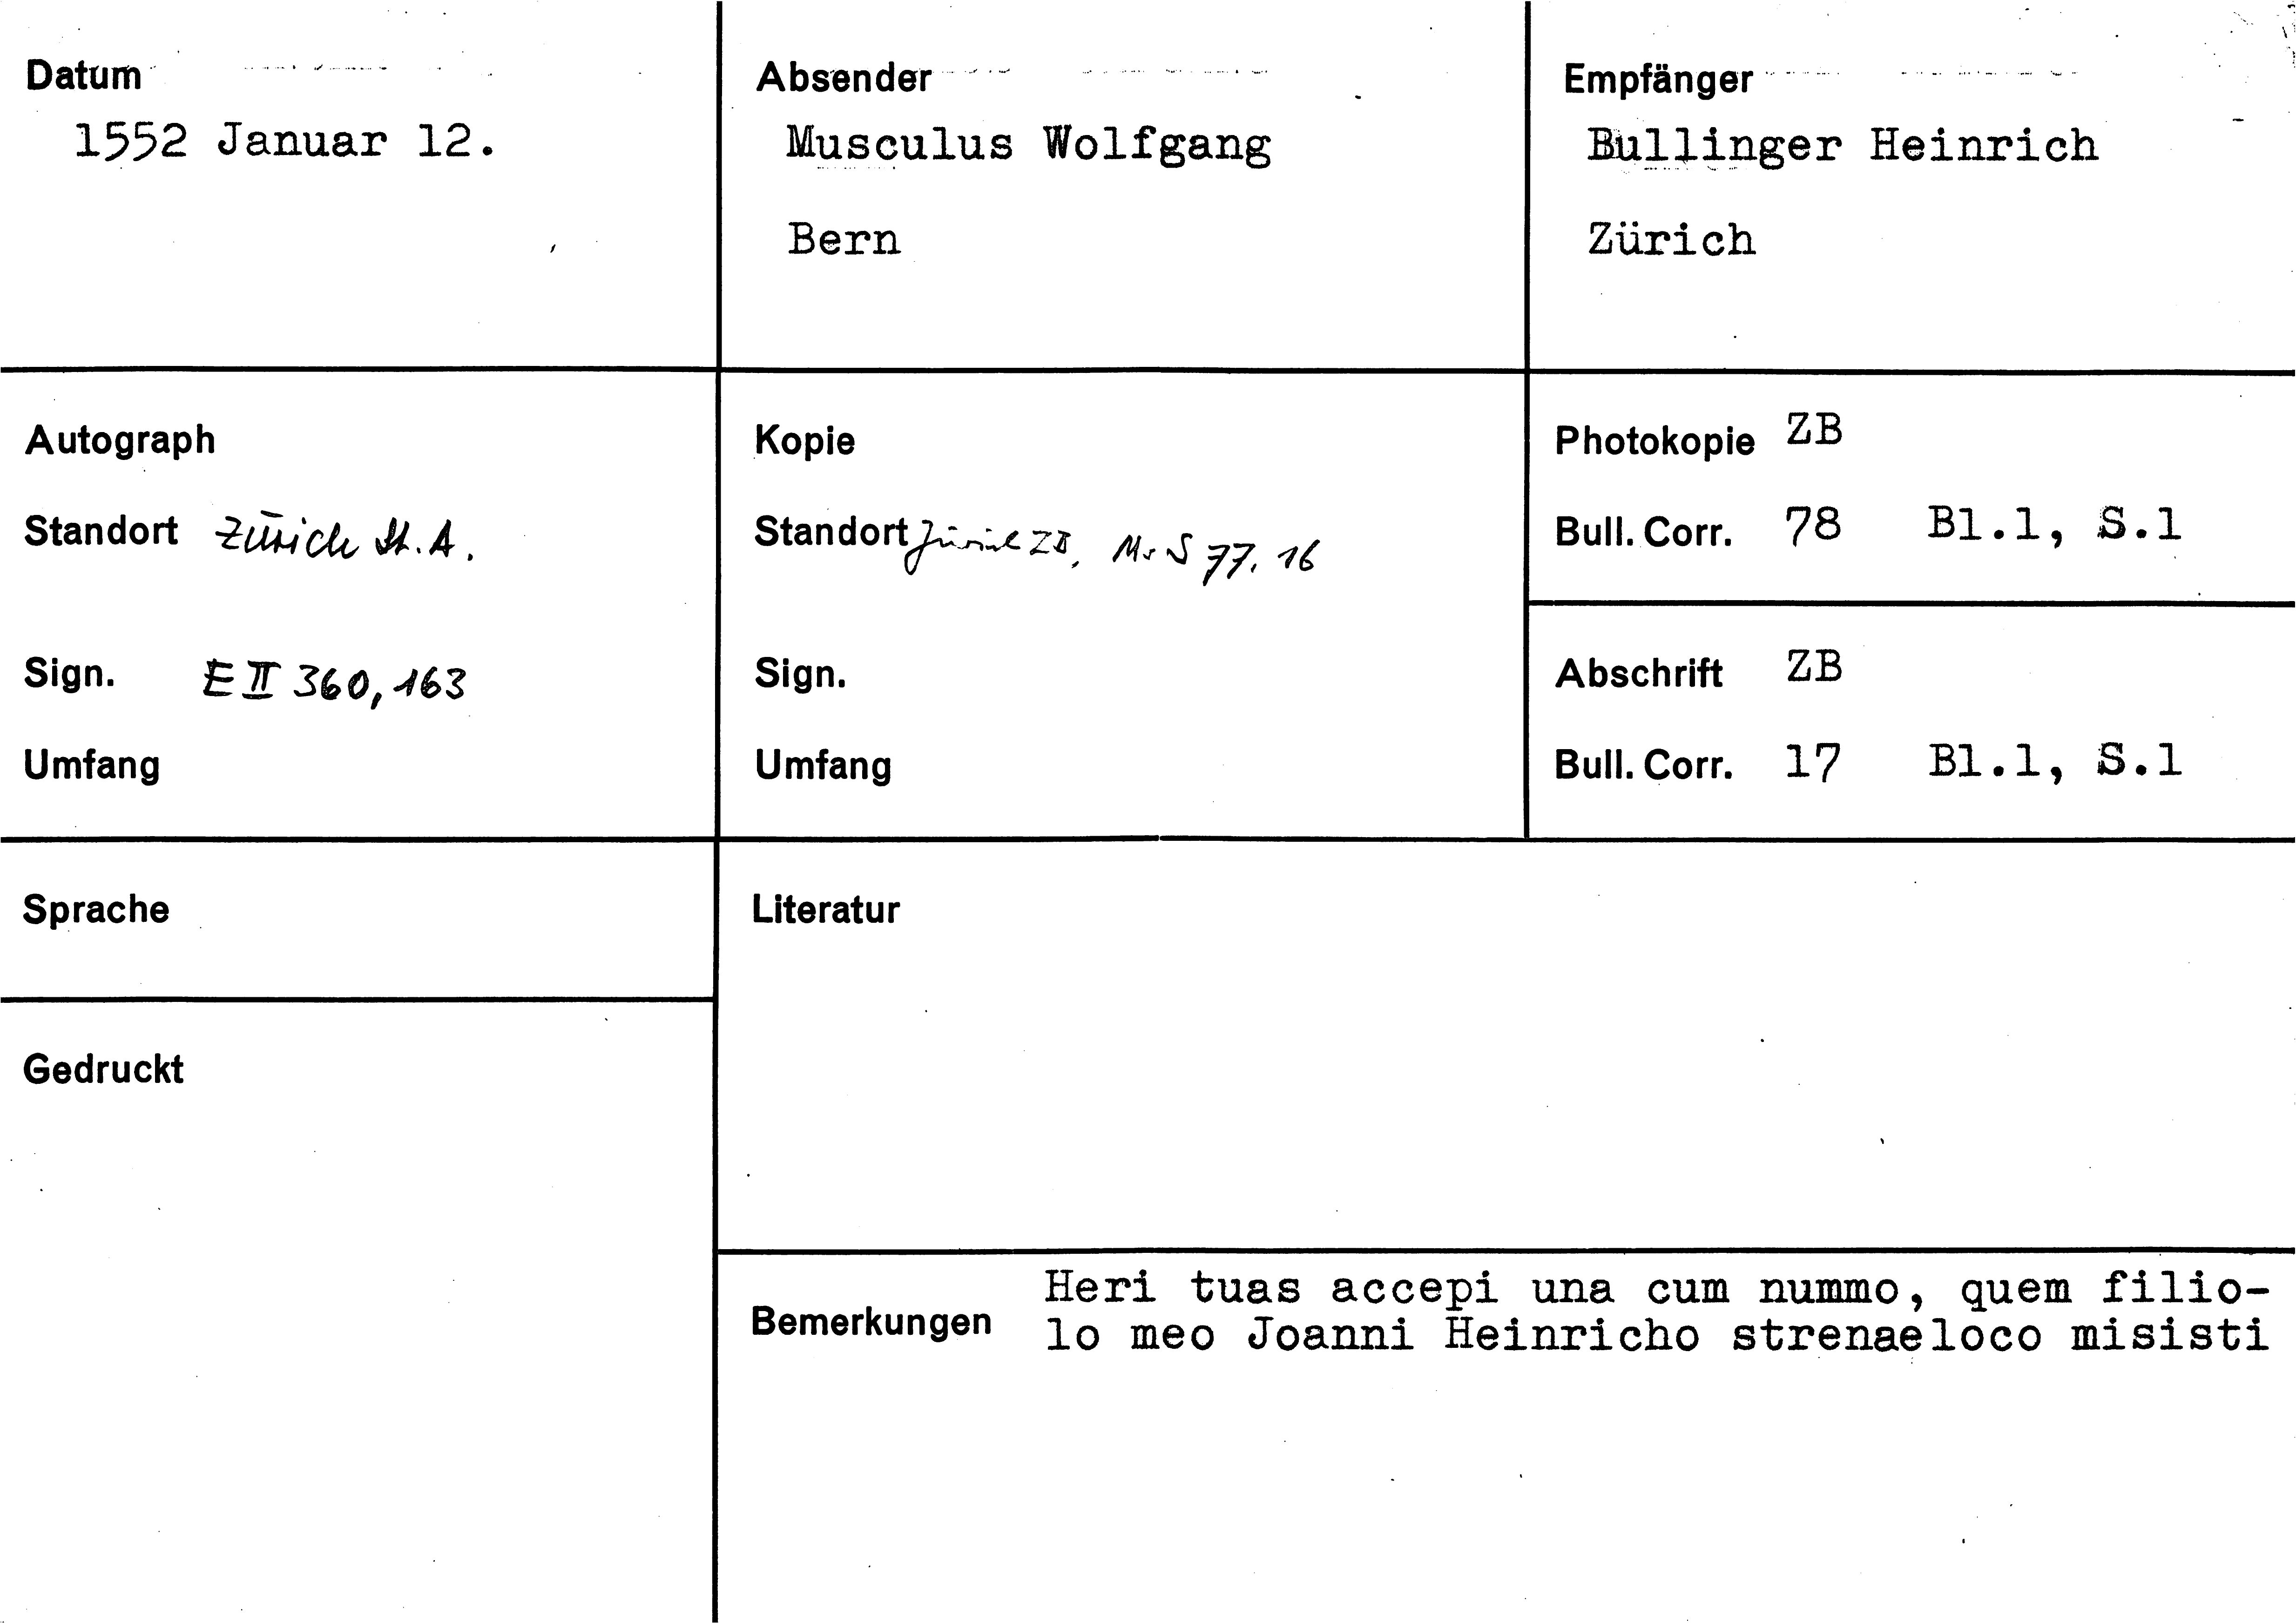 Datum
1552 Januar 12.
Absender
Musculus Wolfgang
Bern
Empfänger
Bullinger Heinrich
Zürich
Autograph
Standort Zürich St. A.
Sign. E II 360, 163
Umfang
Kopie
Standort Zürich ZB, Ms S 77, 16
Sign.
Umfang
Photokopie ZB
Bull. Corr. 78 Bl.1, S.1
Abschrift ZB
Bull. Corr. 17 Bl.1, S.1
Sprache
Gedruckt
Literatur
Bemerkungen
Heri tuas accepi una cum nummo, quem filio-
lo meo Joanni Heinricho strenaeloco misisti